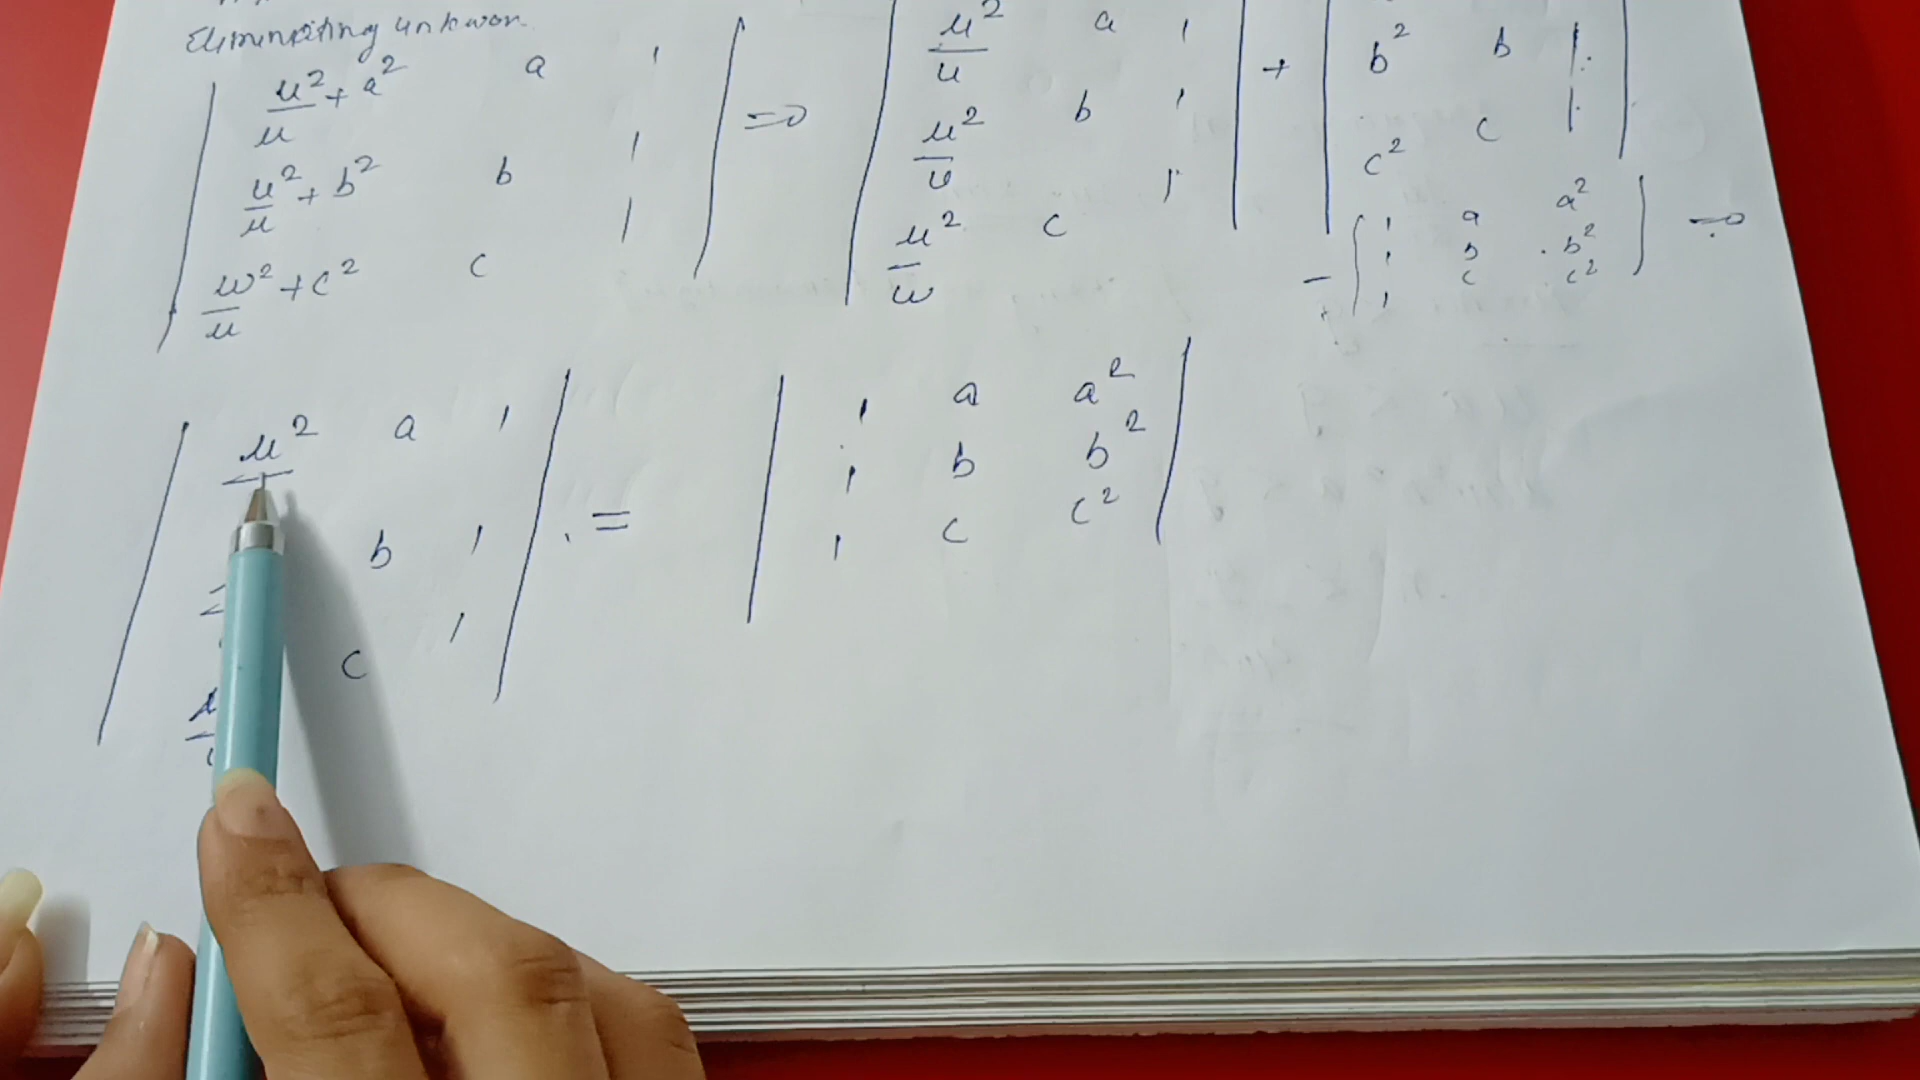 Eliminating unknown.
| u²/u + a² a 1 |
| u²/u + b² b 1 |
| w²/u + c² c 1 |
=>
| u²/u a 1 |
| u²/v b 1 |
| u²/w c 1 |
+
b² b 1
c² c 1
- | 1 a a² |
| 1 b b² |
| 1 c c² |
=>
| u² a 1 |
| b 1 |
| c 1 |
=
| 1 a a² |
| 1 b b² |
| 1 c c² |